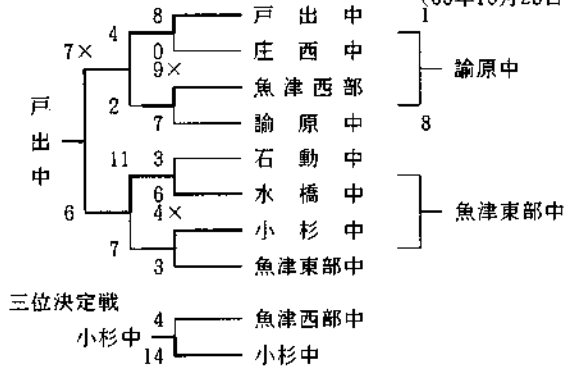 8 戸出中 1
4
7× 0 庄西中
9× 諭原中
魚津西部
戸出中 2
7 諭原中 8
11 3 石動中
6 水橋中
6 4× 魚津東部中
小杉中
7
3 魚津東部中
三位決定戦
4 魚津西部中
小杉中
14 小杉中